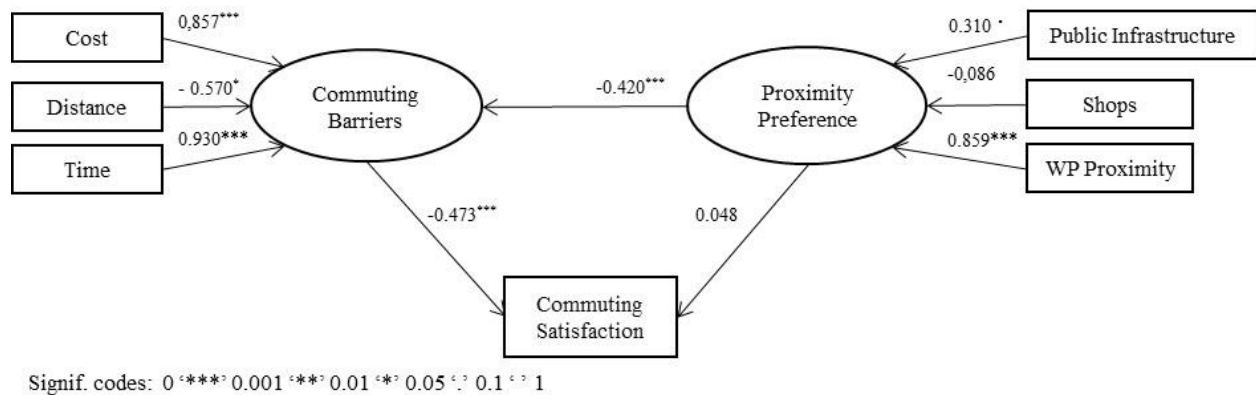 Cost
0,857***
Distance
- 0.570*
Time
0.930***
Commuting
Barriers
-0.420***
Proximity
Preference
0.310 .
Public Infrastructure
-0,086
Shops
0.859***
WP Proximity
-0.473***
0.048
Commuting
Satisfaction
Signif. codes: 0 ‘***’ 0.001 ‘**’ 0.01 ‘*’ 0.05 ‘.’ 0.1 ‘ ’ 1